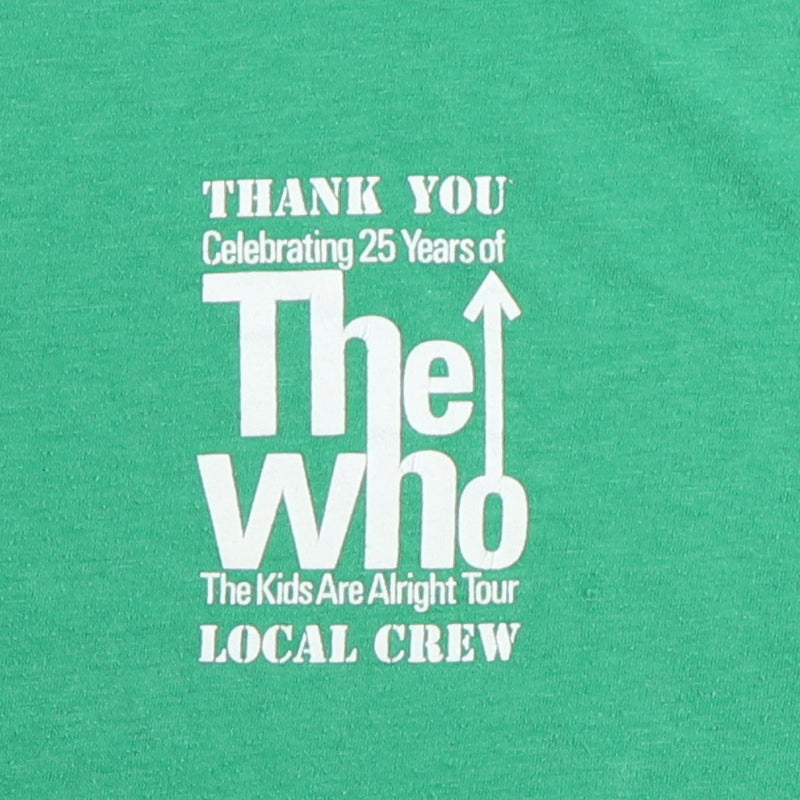 THANK YOU
Celebrating 25 Years of
The
Who
The Kids Are Alright Tour
LOCAL CREW